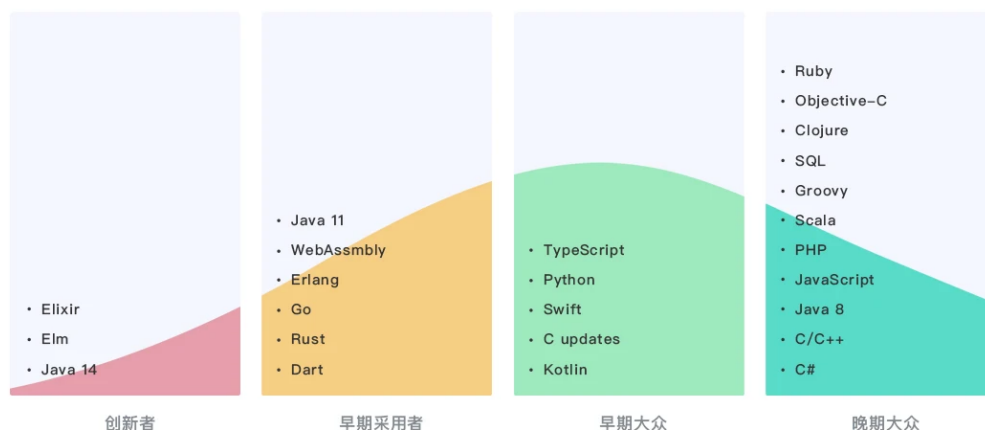 Elixir
Elm
Java 14
创新者
Java 11
WebAssmbly
Erlang
Go
Rust
Dart
早期采用者
TypeScript
Python
Swift
C updates
Kotlin
早期大众
Ruby
Objective-C
Clojure
SQL
Groovy
Scala
PHP
JavaScript
Java 8
C/C++
C#
晚期大众